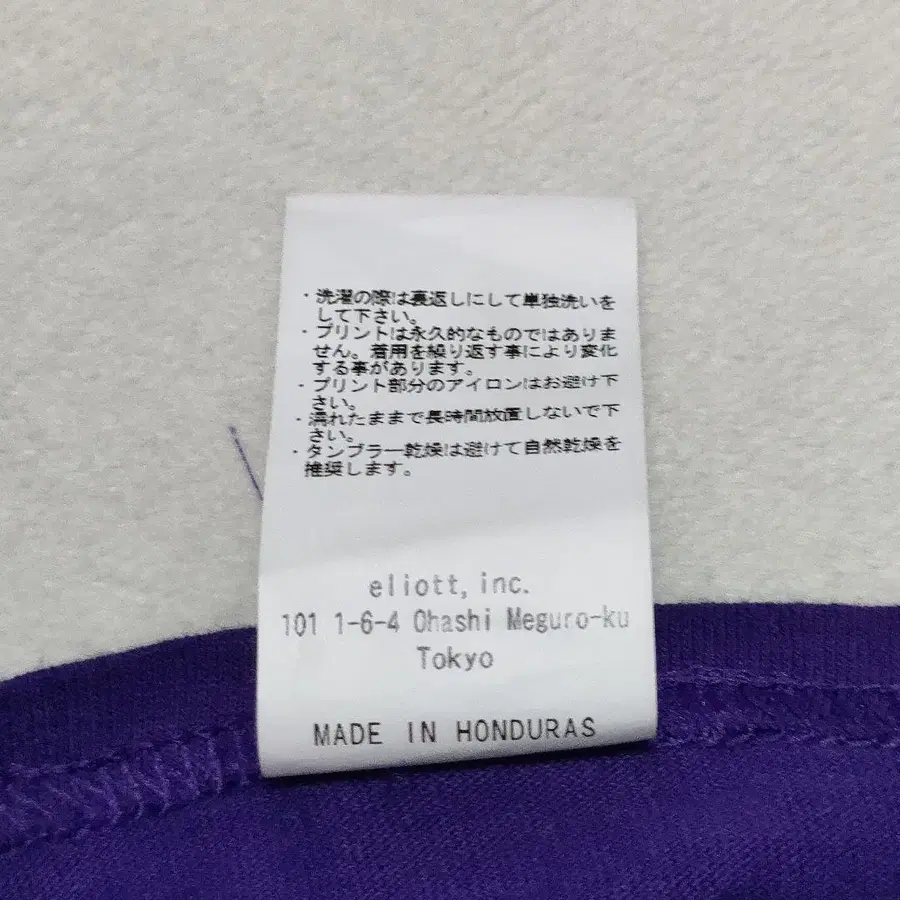 ・洗濯の際は裏返しにして単独洗いを
して下さい。
・プリントは永久的なものではありま
せん。着用を繰り返す事により変化
する事があります。
・プリント部分のアイロンはお避け下
さい。
・濡れたままで長時間放置しないで下
さい。
・タンブラー乾燥は避けて自然乾燥を
推奨します。
eliott, inc.
101 1-6-4 Ohashi Meguro-ku
Tokyo
MADE IN HONDURAS